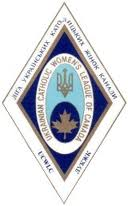 ЛІГА УКРАЇНСЬКИХ КАТОЛИЦЬКИХ ЖІНОК КАНАДИ
UKRAINIAN CATHOLIC WOMEN'S LEAGUE OF CANADA
UCWLC
ЛУКЖК